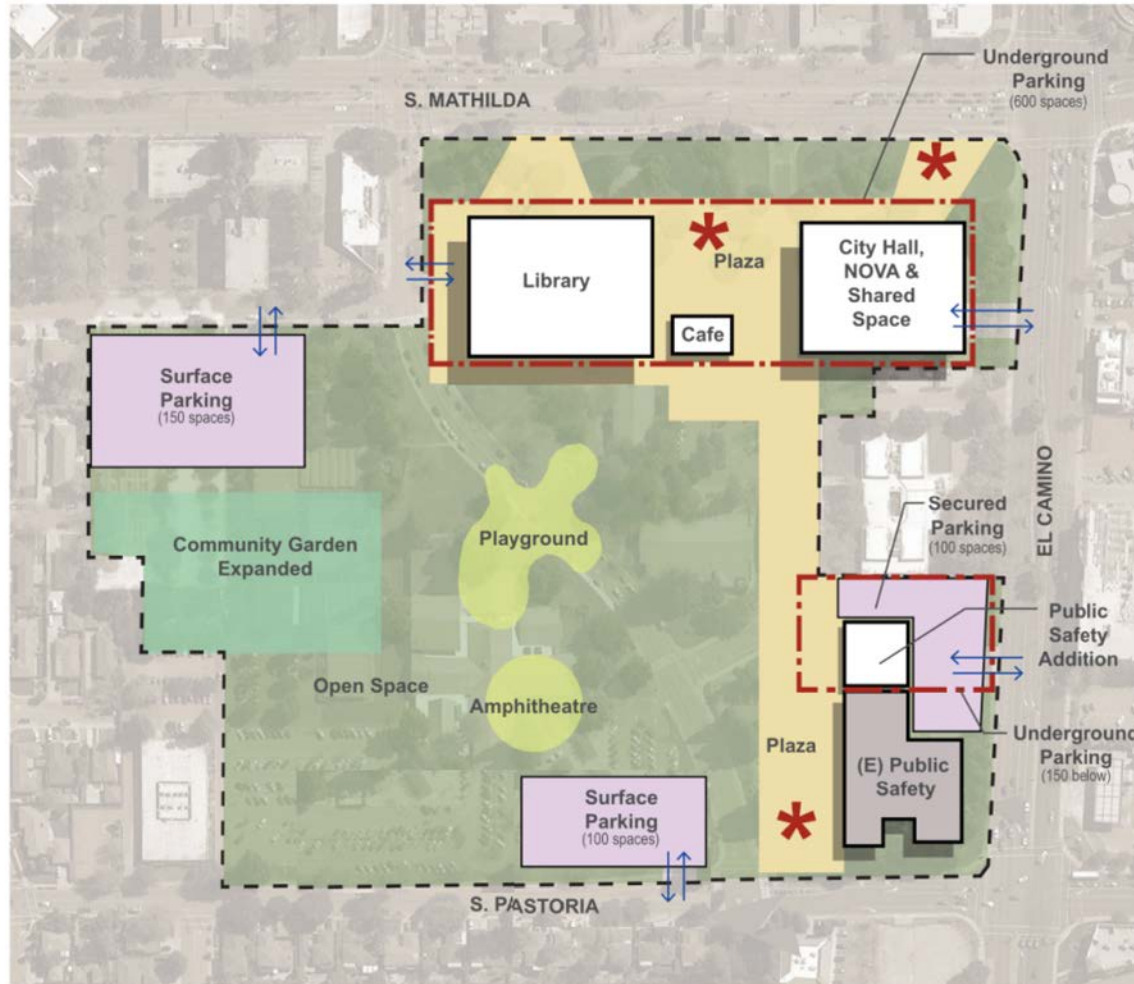 Underground
Parking
(600 spaces)
S. MATHILDA
Library
Plaza
City Hall,
NOVA &
Shared
Space
Cafe
Surface
Parking
(150 spaces)
EL CAMINO
Secured
Parking
(100 spaces)
Community Garden
Expanded
Playground
Public
Safety
Addition
Open Space
Amphitheatre
Underground
Parking
(150 below)
Plaza
(E) Public
Safety
Surface
Parking
(100 spaces)
S. PASTORIA